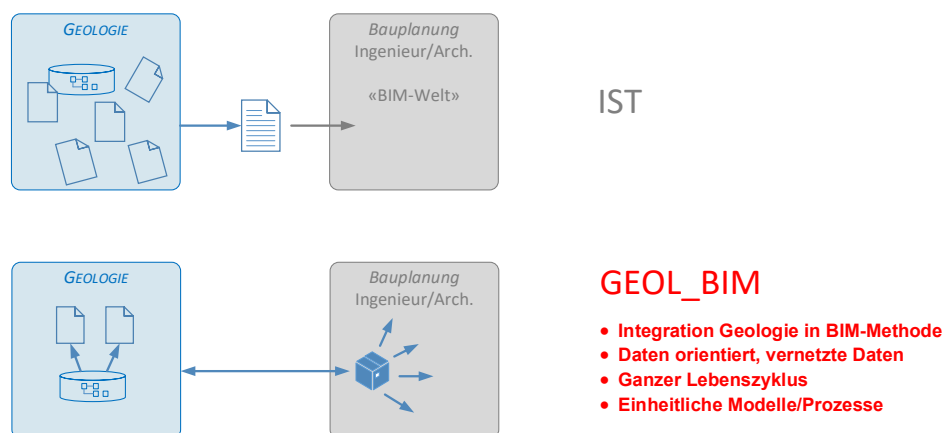 GEOLOGIE
Bauplanung
Ingenieur/Arch.
«BIM-Welt»
IST
GEOLOGIE
Bauplanung
Ingenieur/Arch.
GEOL_BIM
• Integration Geologie in BIM-Methode
• Daten orientiert, vernetzte Daten
• Ganzer Lebenszyklus
• Einheitliche Modelle/Prozesse